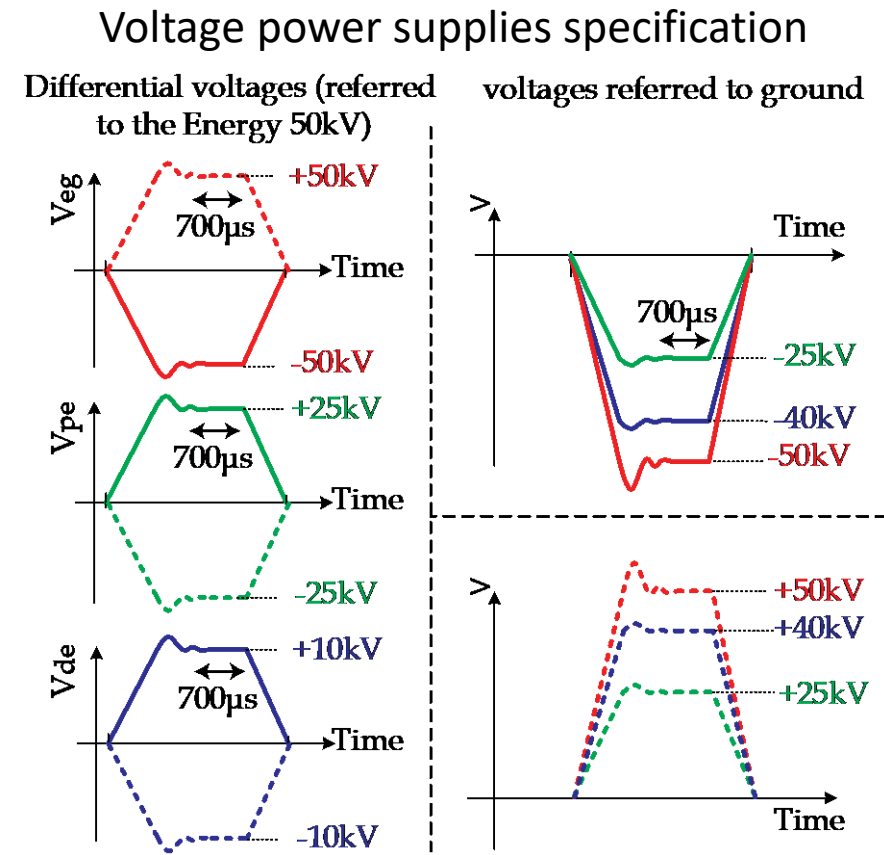 Voltage power supplies specification
Differential voltages (referred
to the Energy 50kV)
Veg
+50kV
700µs
Time
-50kV
Vpe
+25kV
700µs
Time
-25kV
Vde
+10kV
700µs
Time
-10kV
voltages referred to ground
V
Time
700µs
-25kV
-40kV
-50kV
V
+50kV
+40kV
+25kV
Time